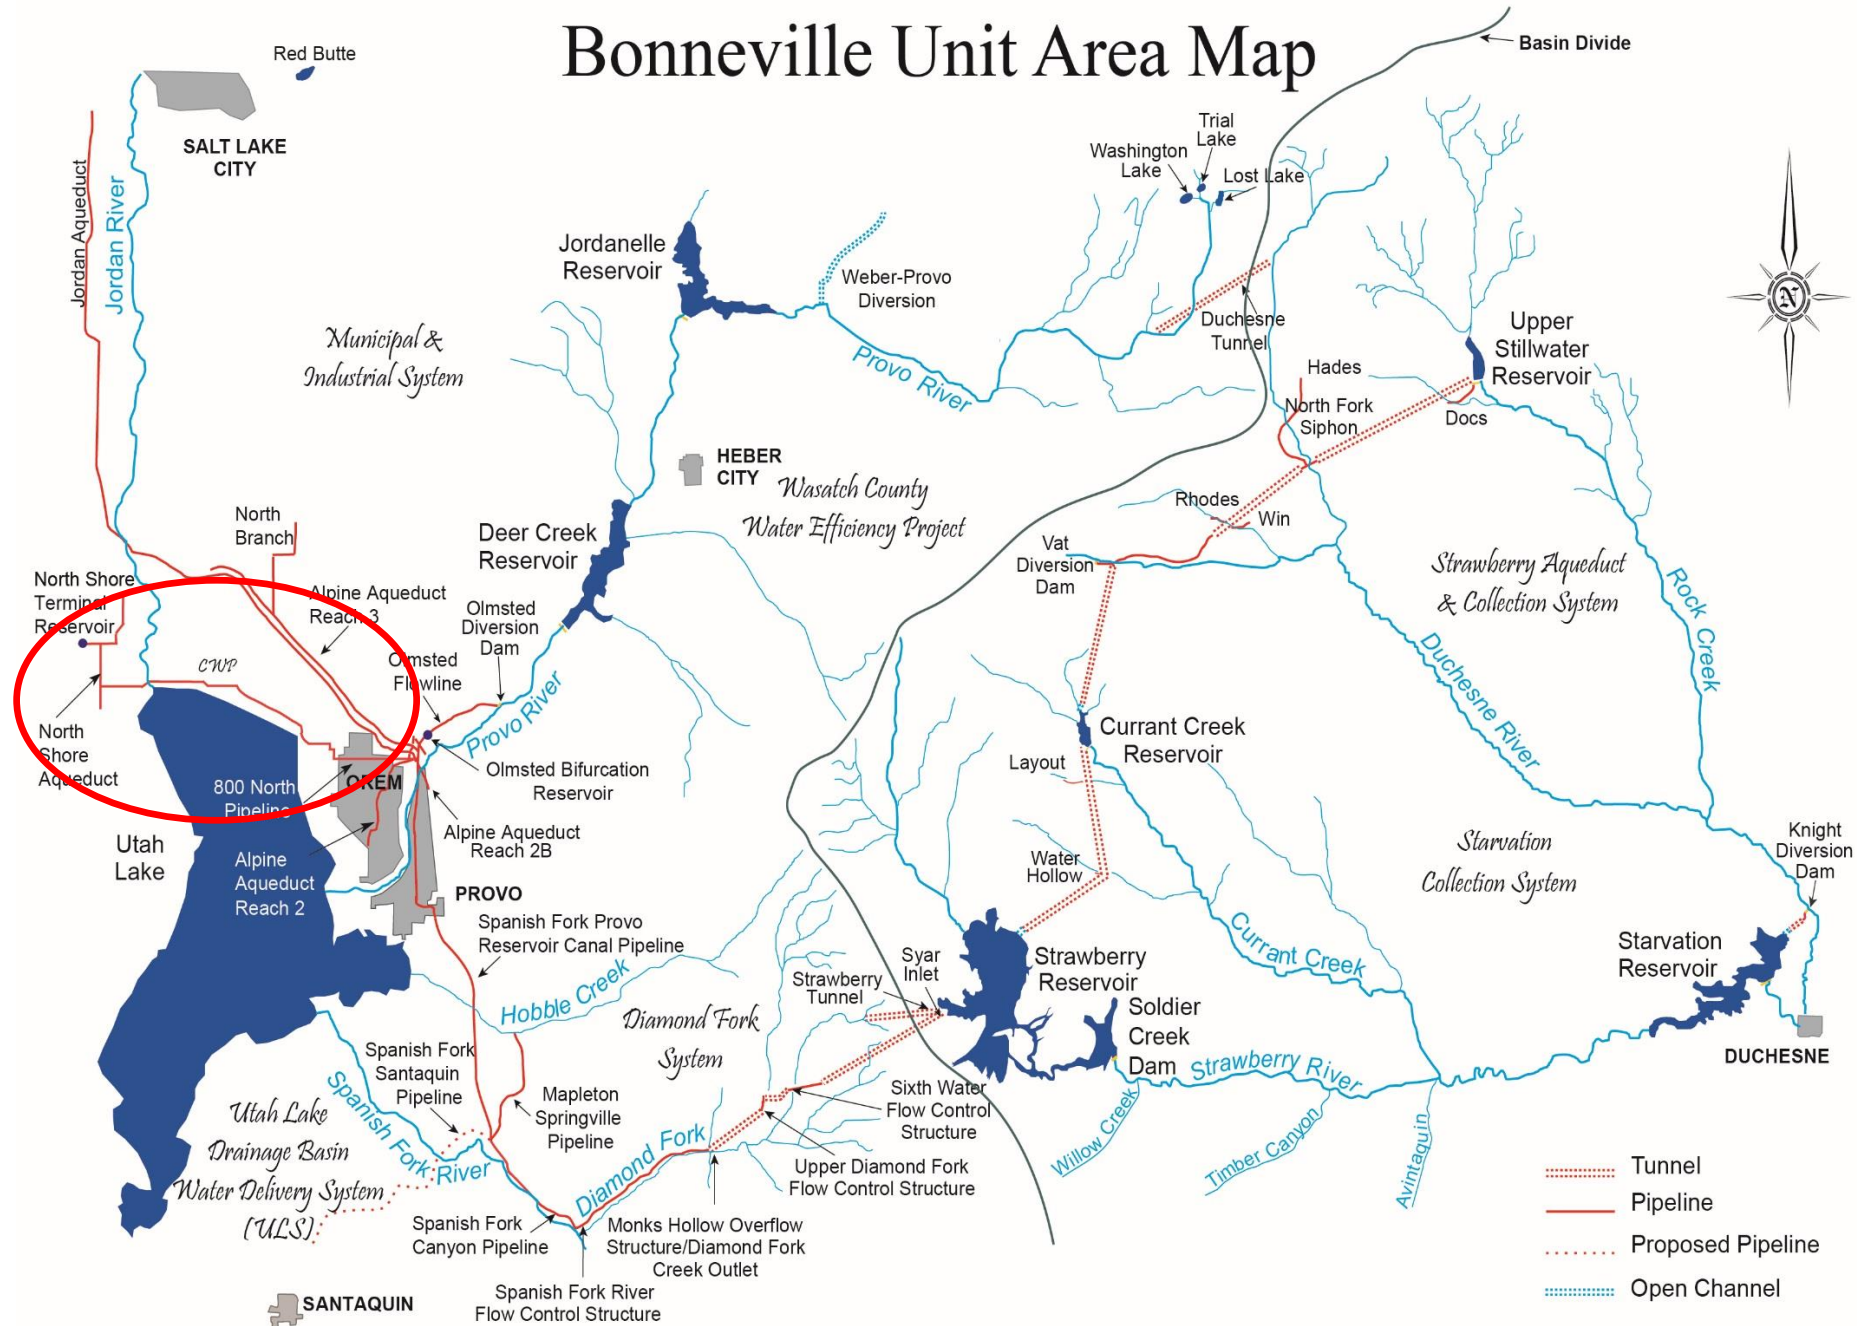 Bonneville Unit Area Map
Basin Divide
Red Butte
SALT LAKE
CITY
Jordan Aqueduct
Jordan River
Trial
Lake
Washington
Lake
Lost Lake
Jordanelle
Reservoir
Weber-Provo
Diversion
Duchesne
Tunnel
Provo River
Municipal &
Industrial System
Upper
Stillwater
Reservoir
N
Hades
North Fork
Siphon
Docs
HEBER
CITY
Wasatch County
Water Efficiency Project
Rhodes
Win
Vat
Diversion
Dam
Strawberry Aqueduct
& Collection System
Rock Creek
Duchesne River
North
Branch
Deer Creek
Reservoir
North Shore
Terminal
Reservoir
Alpine Aqueduct
Reach 3
Olmsted
Diversion
Dam
Olmsted
Flowline
Provo River
CWP
North
Shore
Aqueduct
800 North
Pipeline
OREM
Olmsted Bifurcation
Reservoir
Alpine Aqueduct
Reach 2B
Utah
Lake
Alpine
Aqueduct
Reach 2
PROVO
Currant Creek
Reservoir
Layout
Water
Hollow
Starvation
Collection System
Knight
Diversion
Dam
Spanish Fork Provo
Reservoir Canal Pipeline
Hobble Creek
Syar
Inlet
Strawberry
Tunnel
Strawberry
Reservoir
Currant Creek
Starvation
Reservoir
Soldier
Creek
Dam
Strawberry River
DUCHESNE
Diamond Fork
System
Spanish Fork
Santaquin
Pipeline
Mapleton
Springville
Pipeline
Sixth Water
Flow Control
Structure
Willow Creek
Timber Canyon
Avintaquin
Utah Lake
Drainage Basin
Water Delivery System
(ULS)
Spanish Fork River
Diamond Fork
Upper Diamond Fork
Flow Control Structure
Spanish Fork
Canyon Pipeline
Monks Hollow Overflow
Structure/Diamond Fork
Creek Outlet
Spanish Fork River
Flow Control Structure
SANTAQUIN
Tunnel
Pipeline
Proposed Pipeline
Open Channel